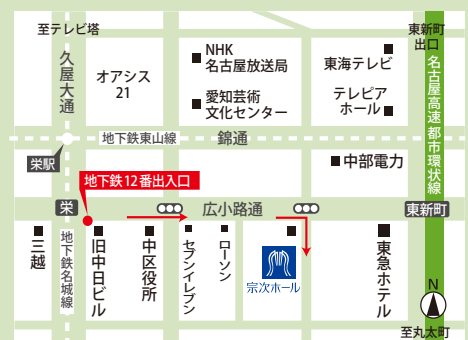 至テレビ塔
久屋大通
オアシス
21
NHK
名古屋放送局
愛知芸術
文化センター
東海テレビ
テレピア
ホール
東新町
出口
名古屋高速都市環状線
地下鉄東山線
錦通
栄駅
中部電力
地下鉄12番出入口
栄
広小路通
東新町
三越
地下鉄名城線
旧中日ビル
中区役所
セブンイレブン
ローソン
宗次ホール
東急ホテル
N
至丸太町